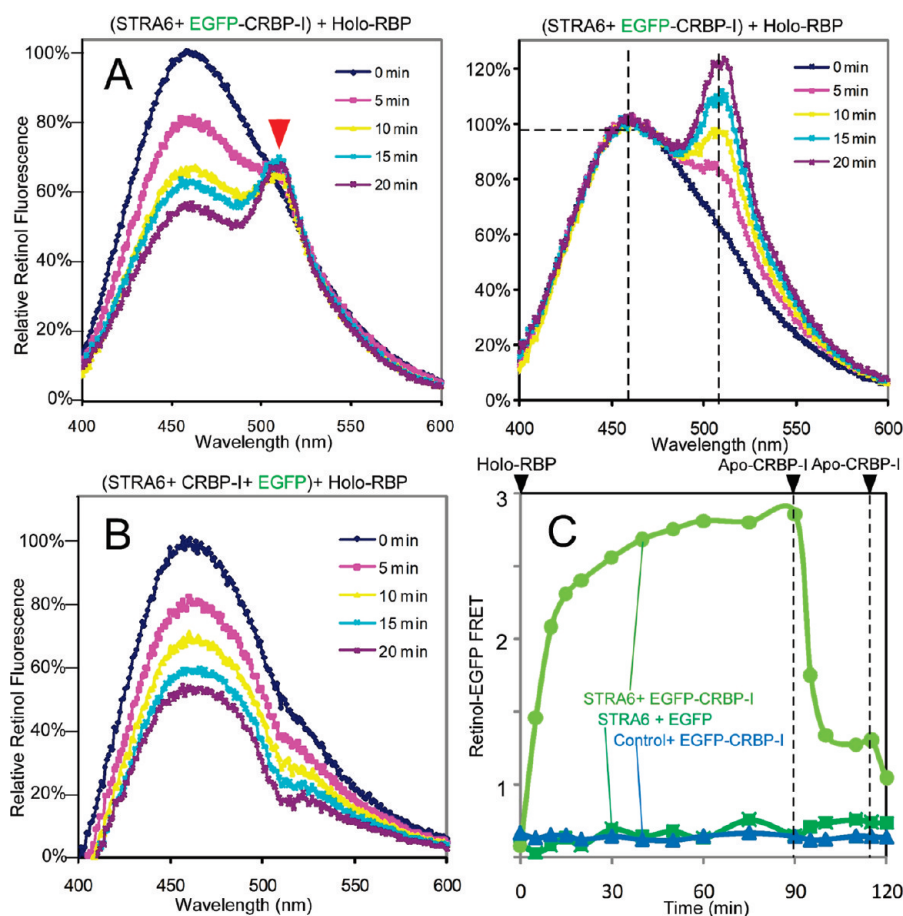 (STRA6+ EGFP-CRBP-I) + Holo-RBP
A
Relative Retinol Fluorescence
100%
80%
60%
40%
20%
0%
0 min
5 min
10 min
15 min
20 min
400
450
500
550
600
Wavelength (nm)
(STRA6+ EGFP-CRBP-I) + Holo-RBP
120%
100%
80%
60%
40%
20%
0%
0 min
5 min
10 min
15 min
20 min
400
450
500
550
600
Wavelength (nm)
(STRA6+ CRBP-I+ EGFP)+ Holo-RBP
B
Relative Retinol Fluorescence
100%
80%
60%
40%
20%
0%
0 min
5 min
10 min
15 min
20 min
400
450
500
550
600
Wavelength (nm)
Holo-RBP
Apo-CRBP-I
Apo-CRBP-I
C
Retinol-EGFP FRET
3
2
1
STRA6+ EGFP-CRBP-I
STRA6 + EGFP
Control+ EGFP-CRBP-I
0
30
60
90
120
Time (min)